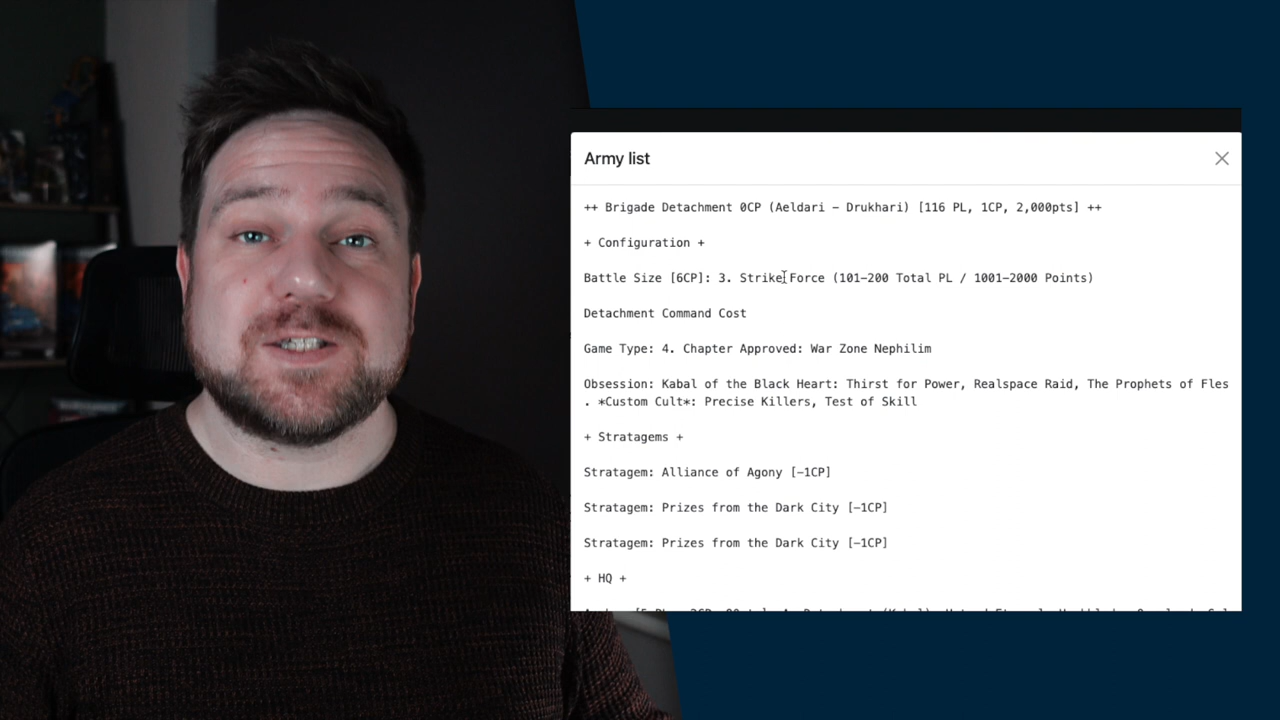 Army list
++ Brigade Detachment 0CP (Aeldari - Drukhari) [116 PL, 1CP, 2,000pts] ++
+ Configuration +
Battle Size [6CP]: 3. Strike Force (101-200 Total PL / 1001-2000 Points)
Detachment Command Cost
Game Type: 4. Chapter Approved: War Zone Nephilim
Obsession: Kabal of the Black Heart: Thirst for Power, Realspace Raid, The Prophets of Fles
. *Custom Cult*: Precise Killers, Test of Skill
+ Stratagems +
Stratagem: Alliance of Agony [-1CP]
Stratagem: Prizes from the Dark City [-1CP]
Stratagem: Prizes from the Dark City [-1CP]
+ HQ +